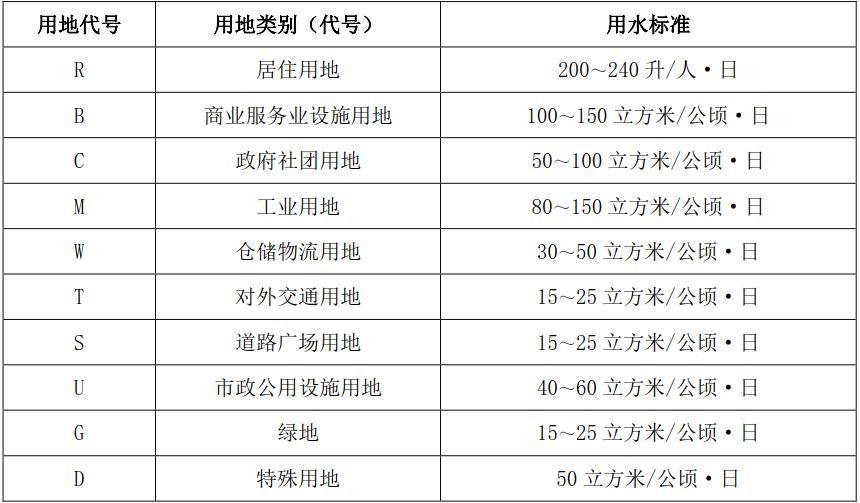 用地代号 用地类别（代号） 用水标准
R 居住用地 200～240 升/人·日
B 商业服务业设施用地 100～150 立方米/公顷·日
C 政府社团用地 50～100 立方米/公顷·日
M 工业用地 80～150 立方米/公顷·日
W 仓储物流用地 30～50 立方米/公顷·日
T 对外交通用地 15～25 立方米/公顷·日
S 道路广场用地 15～25 立方米/公顷·日
U 市政公用设施用地 40～60 立方米/公顷·日
G 绿地 15～25 立方米/公顷·日
D 特殊用地 50 立方米/公顷·日